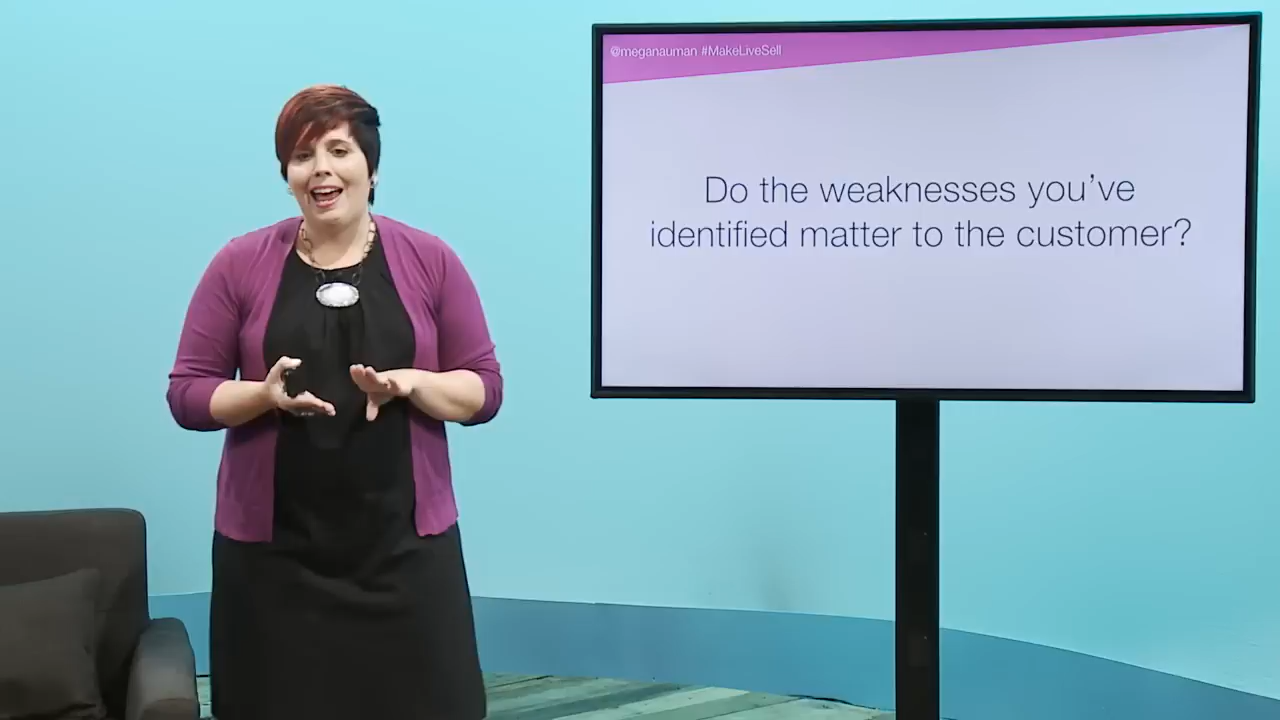 @meganauman #MakeLiveSell
Do the weaknesses you've
identified matter to the customer?